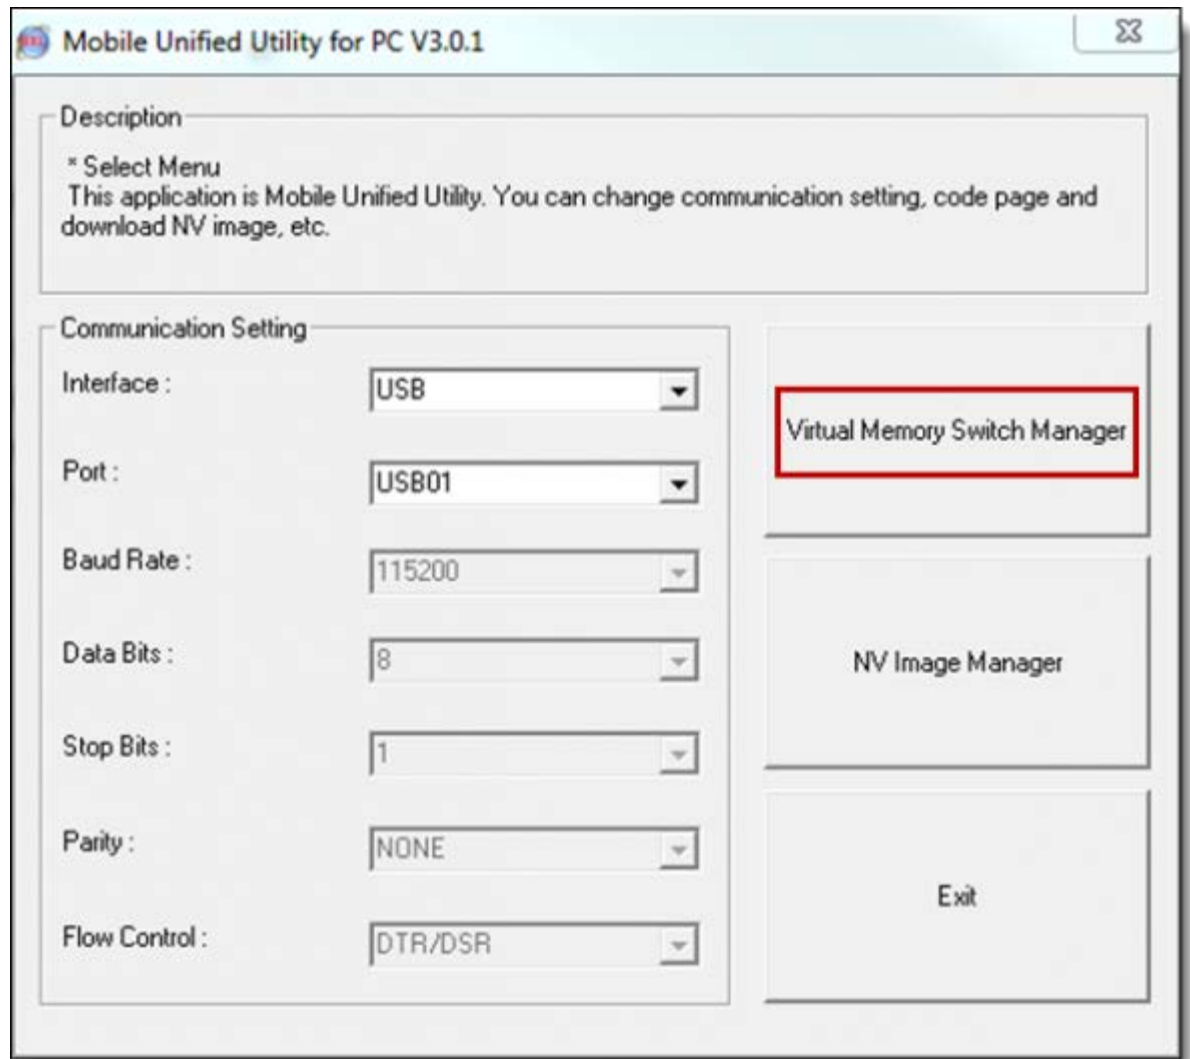 Mobile Unified Utility for PC V3.0.1
Description
* Select Menu
This application is Mobile Unified Utility. You can change communication setting, code page and
download NV image, etc.
Communication Setting
Interface : USB
Port : USB01
Baud Rate : 115200
Data Bits : 8
Stop Bits : 1
Parity : NONE
Flow Control : DTR/DSR
Virtual Memory Switch Manager
NV Image Manager
Exit